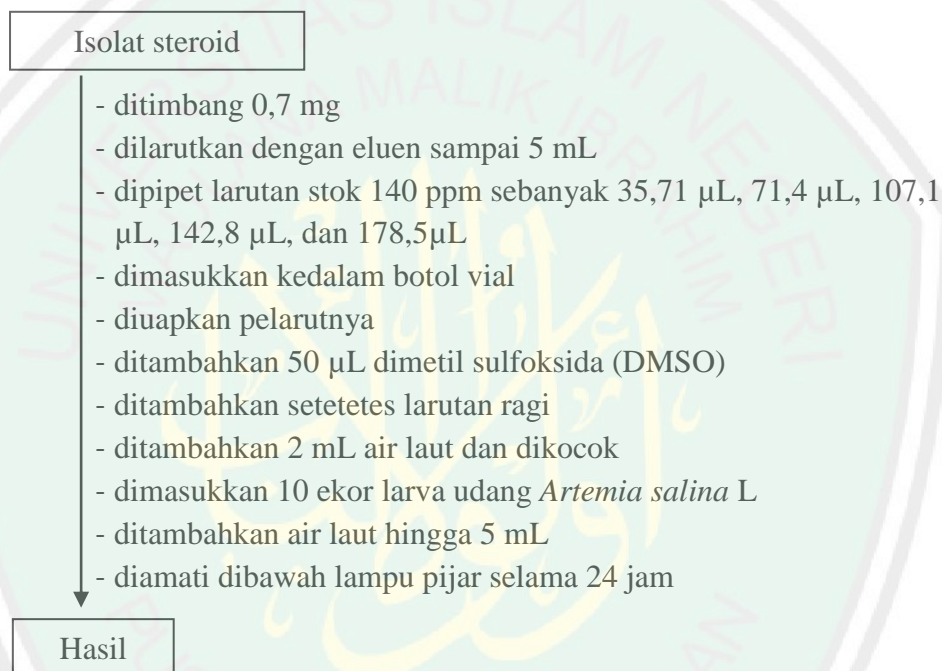 Isolat steroid
- ditimbang 0,7 mg
- dilarutkan dengan eluen sampai 5 mL
- dipipet larutan stok 140 ppm sebanyak 35,71 µL, 71,4 µL, 107,1
µL, 142,8 µL, dan 178,5µL
- dimasukkan kedalam botol vial
- diuapkan pelarutnya
- ditambahkan 50 µL dimetil sulfoksida (DMSO)
- ditambahkan setetetes larutan ragi
- ditambahkan 2 mL air laut dan dikocok
- dimasukkan 10 ekor larva udang Artemia salina L
- ditambahkan air laut hingga 5 mL
- diamati dibawah lampu pijar selama 24 jam
Hasil